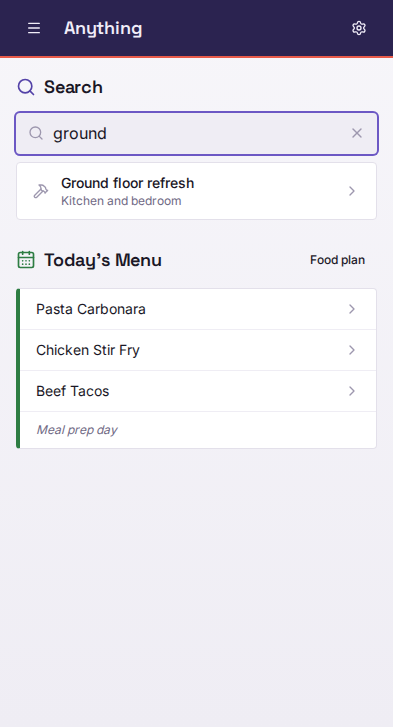 Anything
Search
ground
Ground floor refresh
Kitchen and bedroom
Today's Menu
Food plan
Pasta Carbonara
Chicken Stir Fry
Beef Tacos
Meal prep day